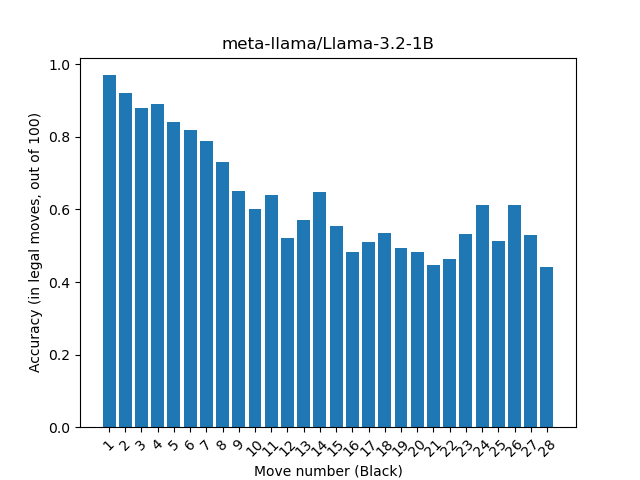 meta-llama/Llama-3.2-1B
Accuracy (in legal moves, out of 100)
1.0
0.8
0.6
0.4
0.2
0.0
1 2 3 4 5 6 7 8 9 10 11 12 13 14 15 16 17 18 19 20 21 22 23 24 25 26 27 28
Move number (Black)